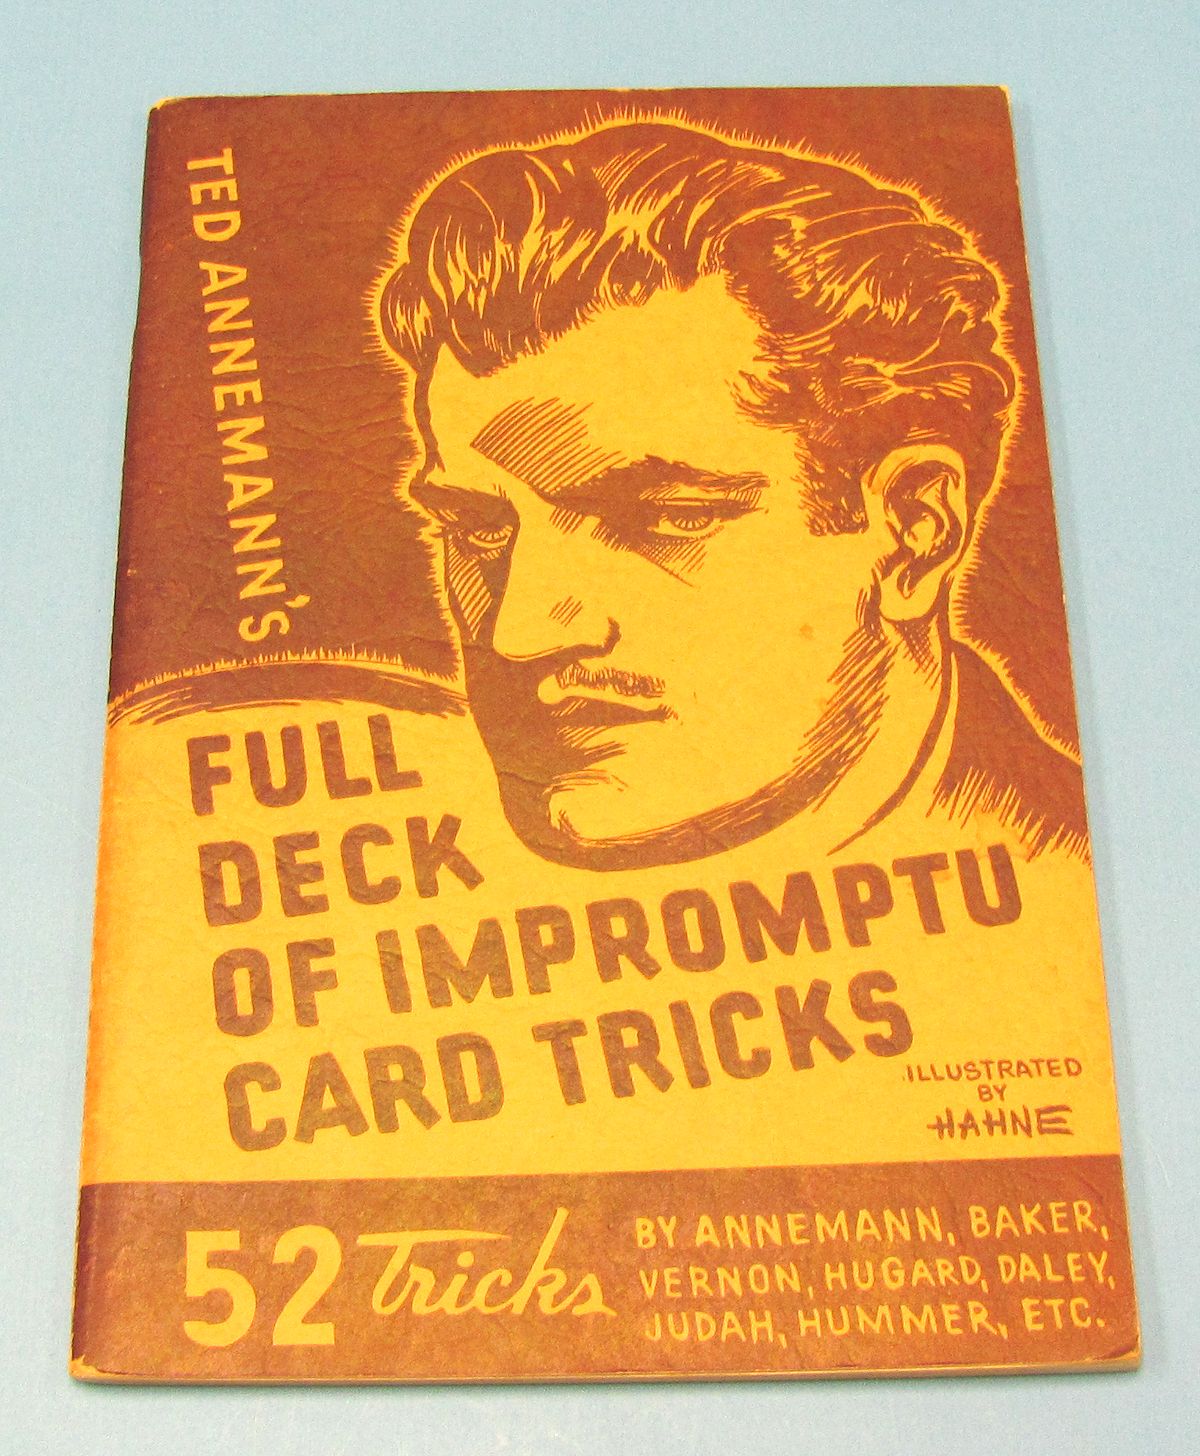 TED ANNEMANN'S
FULL
DECK
OF IMPROMPTU
CARD TRICKS
ILLUSTRATED
BY
HAHNE
52 Tricks
BY ANNEMANN, BAKER,
VERNON, HUGARD, DALEY,
JUDAH, HUMMER, ETC.